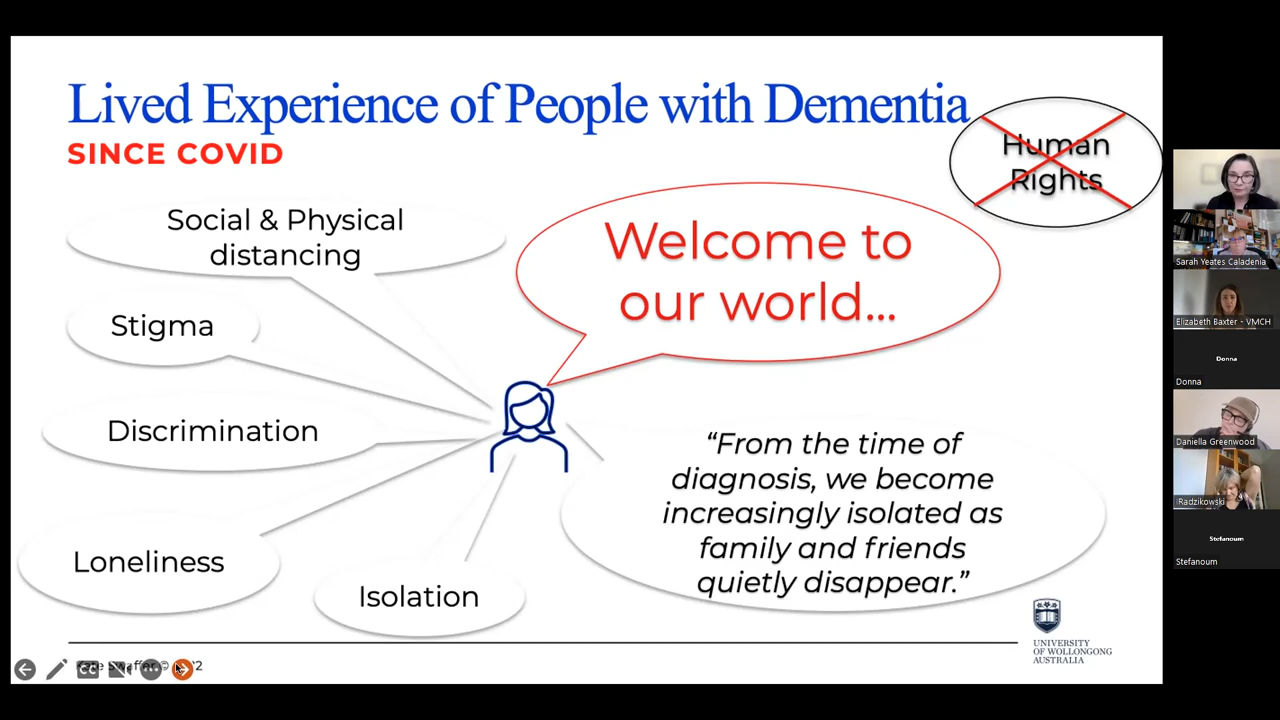 Lived Experience of People with Dementia
SINCE COVID
Human
Rights
Social & Physical
distancing
Welcome to
our world...
Stigma
Discrimination
“From the time of
diagnosis, we become
increasingly isolated as
family and friends
quietly disappear.”
Loneliness
Isolation
UNIVERSITY
OF WOLLONGONG
AUSTRALIA
CC
Sarah Yeates Caladenia
Elizabeth Baxter - VMCH
Donna
Donna
Daniella Greenwood
Radzikowski
Stefanoum
Stefanoum